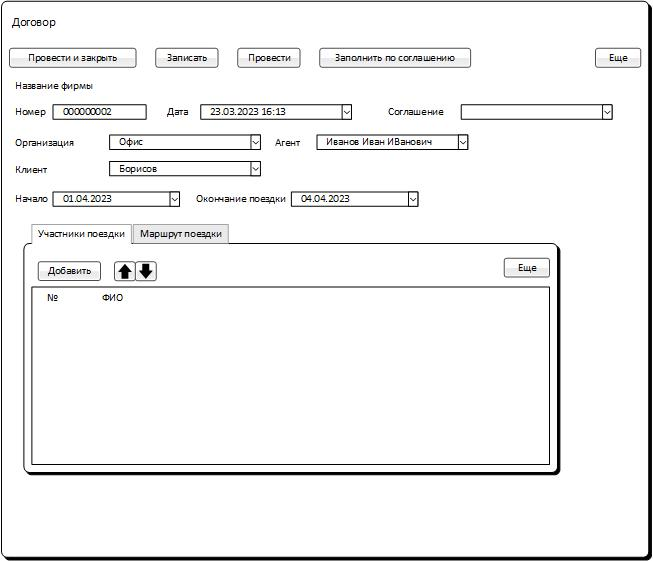 Договор
Провести и закрыть Записать Провести Заполнить по соглашению Еще
Название фирмы
Номер 000000002 Дата 23.03.2023 16:13 Соглашение
Организация Офис Агент Иванов Иван ИВанович
Клиент Борисов
Начало 01.04.2023 Окончание поездки 04.04.2023
Участники поездки Маршрут поездки
Добавить Еще
№ ФИО